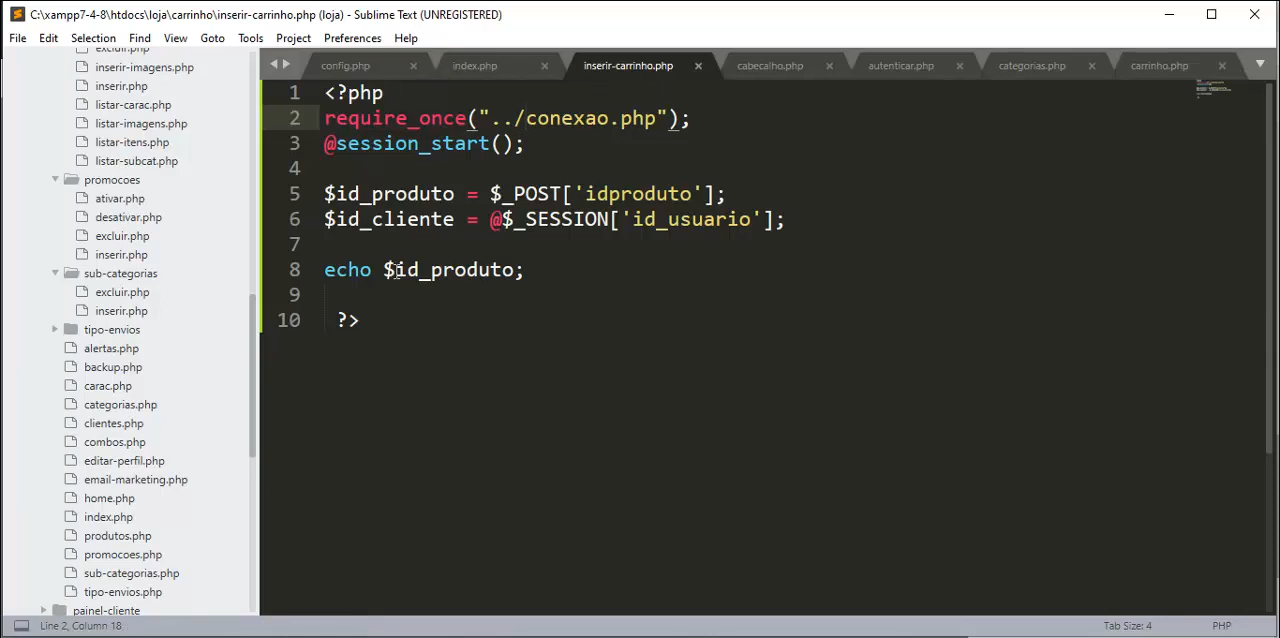 C:\xampp7-4-8\htdocs\loja\carrinho\inserir-carrinho.php (loja) - Sublime Text (UNREGISTERED)
File Edit Selection Find View Goto Tools Project Preferences Help
excluir.php
inserir-imagens.php
inserir.php
listar-carac.php
listar-imagens.php
listar-itens.php
listar-subcat.php
promocoes
ativar.php
desativar.php
excluir.php
inserir.php
sub-categorias
excluir.php
inserir.php
tipo-envios
alertas.php
backup.php
carac.php
categorias.php
clientes.php
combos.php
editar-perfil.php
email-marketing.php
home.php
index.php
produtos.php
promocoes.php
sub-categorias.php
tipo-envios.php
painel-cliente
config.php × index.php × inserir-carrinho.php × cabecalho.php × autenticar.php × categorias.php × carrinho.php ×
1 <?php
2 require_once("../conexao.php");
3 @session_start();
4
5 $id_produto = $_POST['idproduto'];
6 $id_cliente = @$_SESSION['id_usuario'];
7
8 echo $id_produto;
9
10 ?>
Line 2, Column 18 Tab Size: 4 PHP